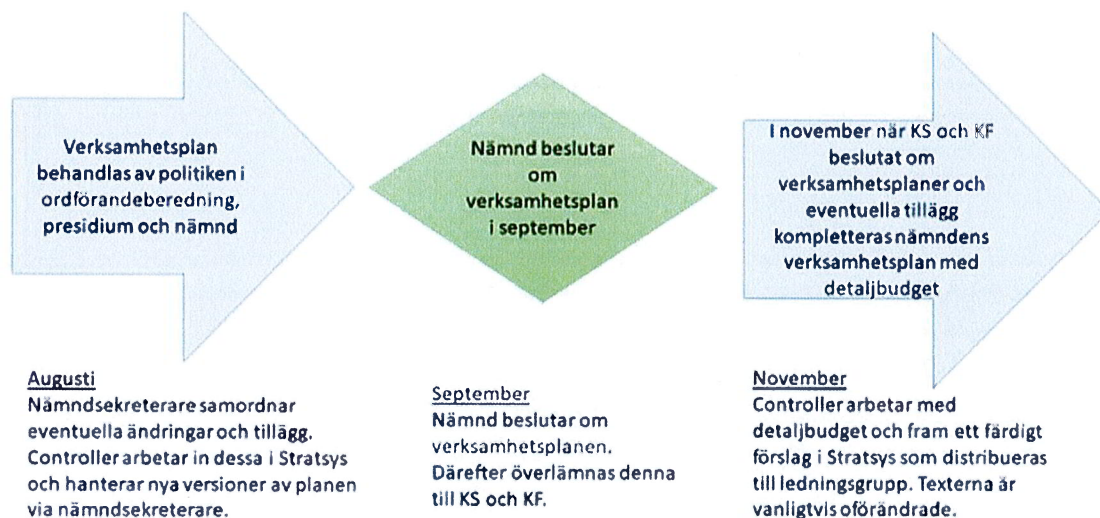 Verksamhetsplan
behandlas av politiken i
ordförandeberedning,
presidium och nämnd
Nämnd beslutar
om
verksamhetsplan
i september
I november när KS och KF
beslutat om
verksamhetsplaner och
eventuella tillägg
kompletteras nämndens
verksamhetsplan med
detaljbudget
Augusti
Nämndsekreterare samordnar
eventuella ändringar och tillägg.
Controller arbetar in dessa i Stratsys
och hanterar nya versioner av planen
via nämndsekreterare.
September
Nämnd beslutar om
verksamhetsplanen.
Därefter överlämnas denna
till KS och KF.
November
Controller arbetar med
detaljbudget och fram ett färdigt
förslag i Stratsys som distribueras
till ledningsgrupp. Texterna är
vanligtvis oförändrade.